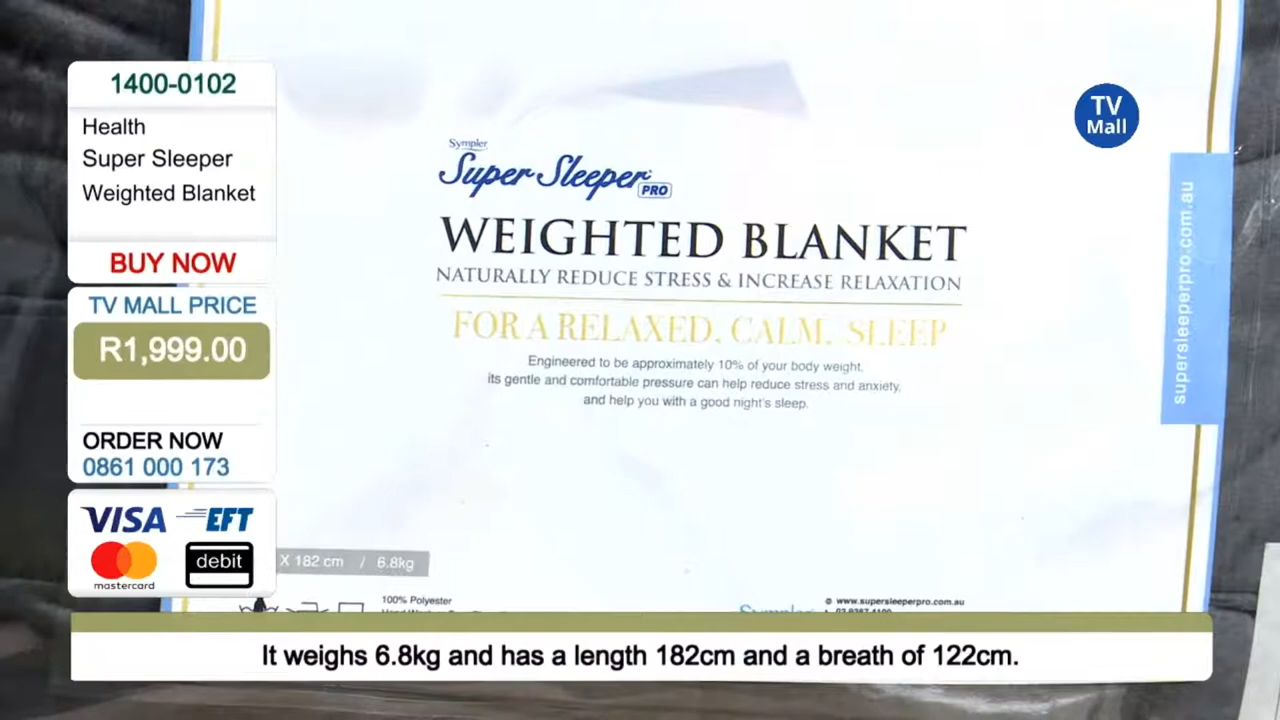 1400-0102
Health
Super Sleeper
Weighted Blanket
BUY NOW
TV MALL PRICE
R1,999.00
ORDER NOW
0861 000 173
VISA EFT
mastercard debit
TV
Mall
Sympler
Super Sleeper PRO
WEIGHTED BLANKET
NATURALLY REDUCE STRESS & INCREASE RELAXATION
FOR A RELAXED, CALM, SLEEP
Engineered to be approximately 10% of your body weight,
its gentle and comfortable pressure can help reduce stress and anxiety,
and help you with a good night's sleep.
supersleeperpro.com.au
X 182 cm / 6.8kg
100% Polyester
www.supersleeperpro.com.au
Sympler
It weighs 6.8kg and has a length 182cm and a breath of 122cm.